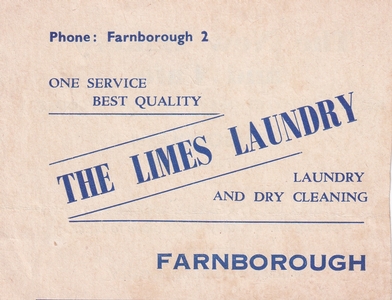 Phone: Farnborough 2
ONE SERVICE
BEST QUALITY
THE LIMES LAUNDRY
LAUNDRY
AND DRY CLEANING
FARNBOROUGH